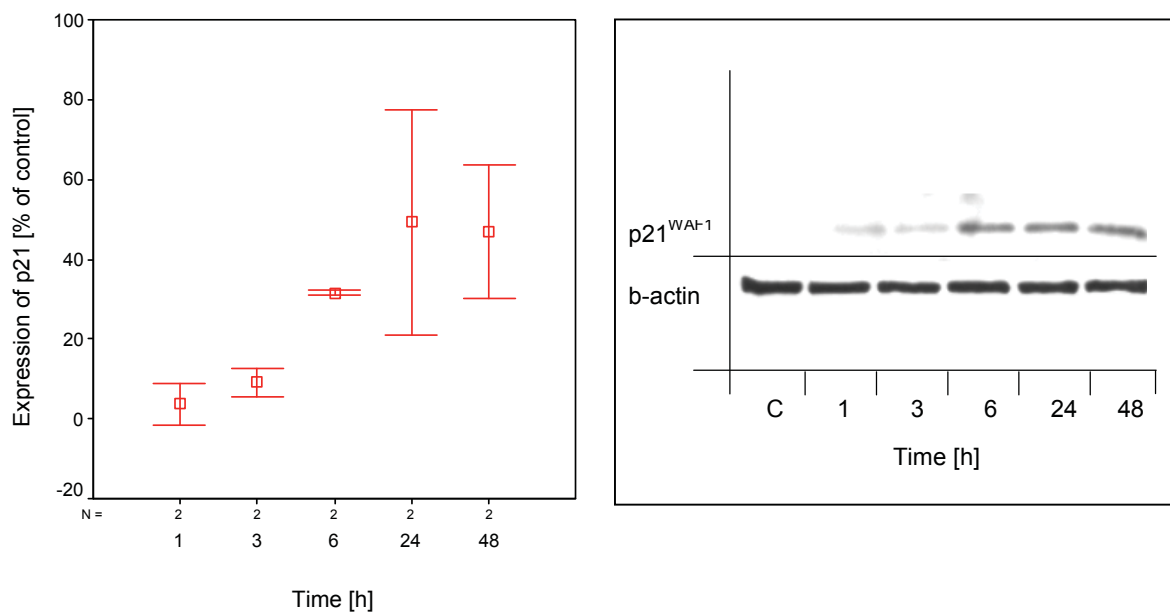 Expression of p21 [% of control]
100
80
60
40
20
0
-20
N = 2 2 2 2 2
1 3 6 24 48
Time [h]
p21WAF1
b-actin
C 1 3 6 24 48
Time [h]